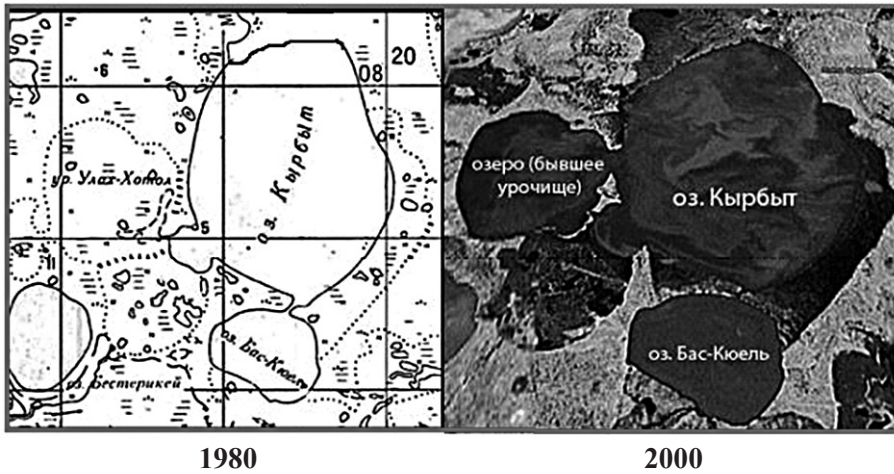 6
08
20
ур. Улах-Хотол
оз. Кырбыт
5
11
оз. Бас-Кюель
оз. Бестерикей
озеро (бывшее
урочище)
оз. Кырбыт
оз. Бас-Кюель
1980
2000